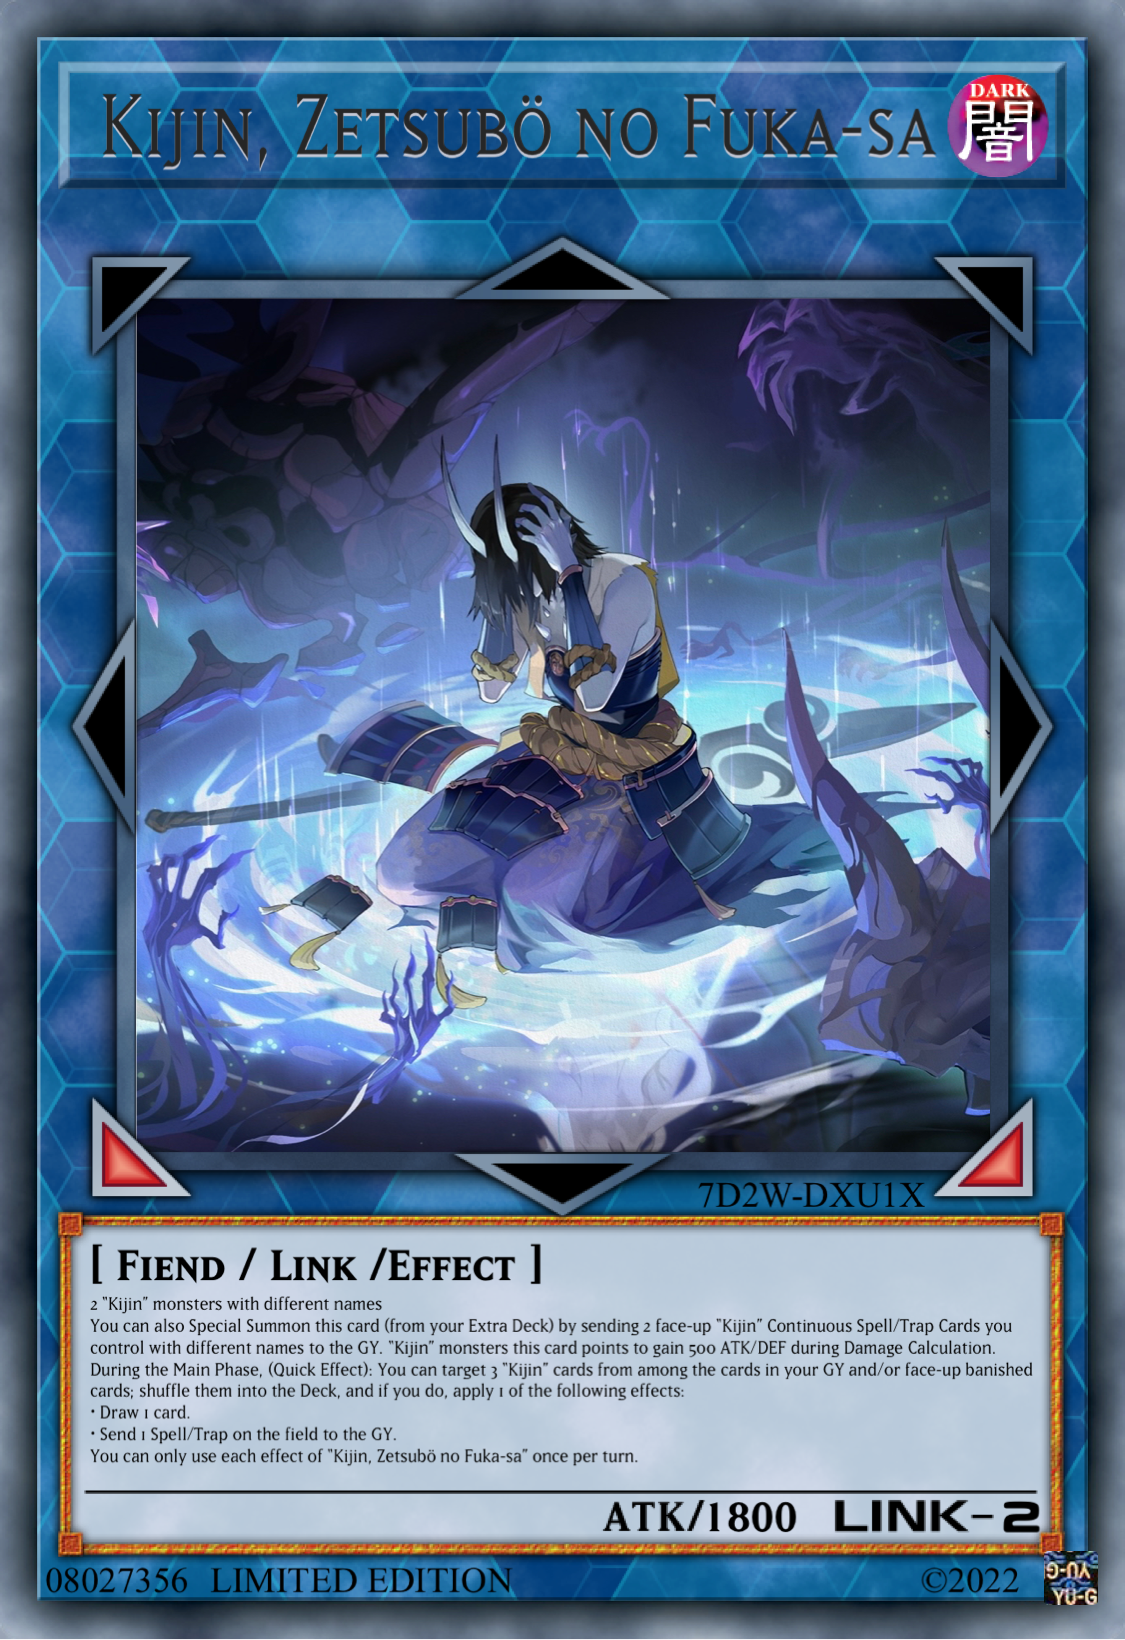 Kijin, Zetsubö no Fuka-sa
DARK
闇
7D2W-DXU1X
[ Fiend / Link /Effect ]
2 "Kijin" monsters with different names
You can also Special Summon this card (from your Extra Deck) by sending 2 face-up "Kijin" Continuous Spell/Trap Cards you
control with different names to the GY. "Kijin" monsters this card points to gain 500 ATK/DEF during Damage Calculation.
During the Main Phase, (Quick Effect): You can target 3 "Kijin" cards from among the cards in your GY and/or face-up banished
cards; shuffle them into the Deck, and if you do, apply 1 of the following effects:
• Draw 1 card.
• Send 1 Spell/Trap on the field to the GY.
You can only use each effect of "Kijin, Zetsubö no Fuka-sa" once per turn.
ATK/1800 LINK-2
08027356 LIMITED EDITION
©2022
YU-G
YU-G